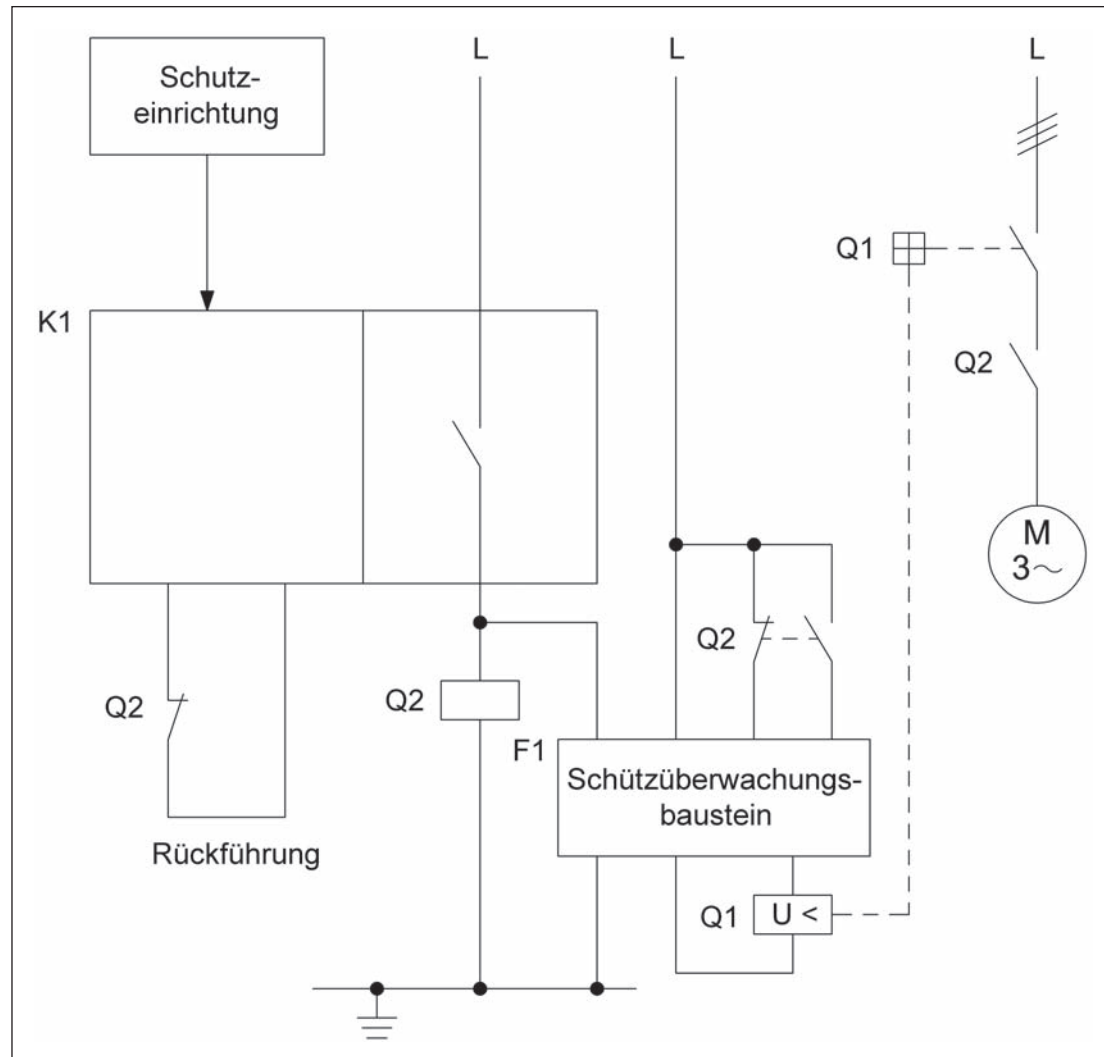 Schutz-
einrichtung
L
L
L
Q1
K1
Q2
M
3~
Q2
Q2
Q2
F1
Schützüberwachungs-
baustein
Rückführung
Q1
U <